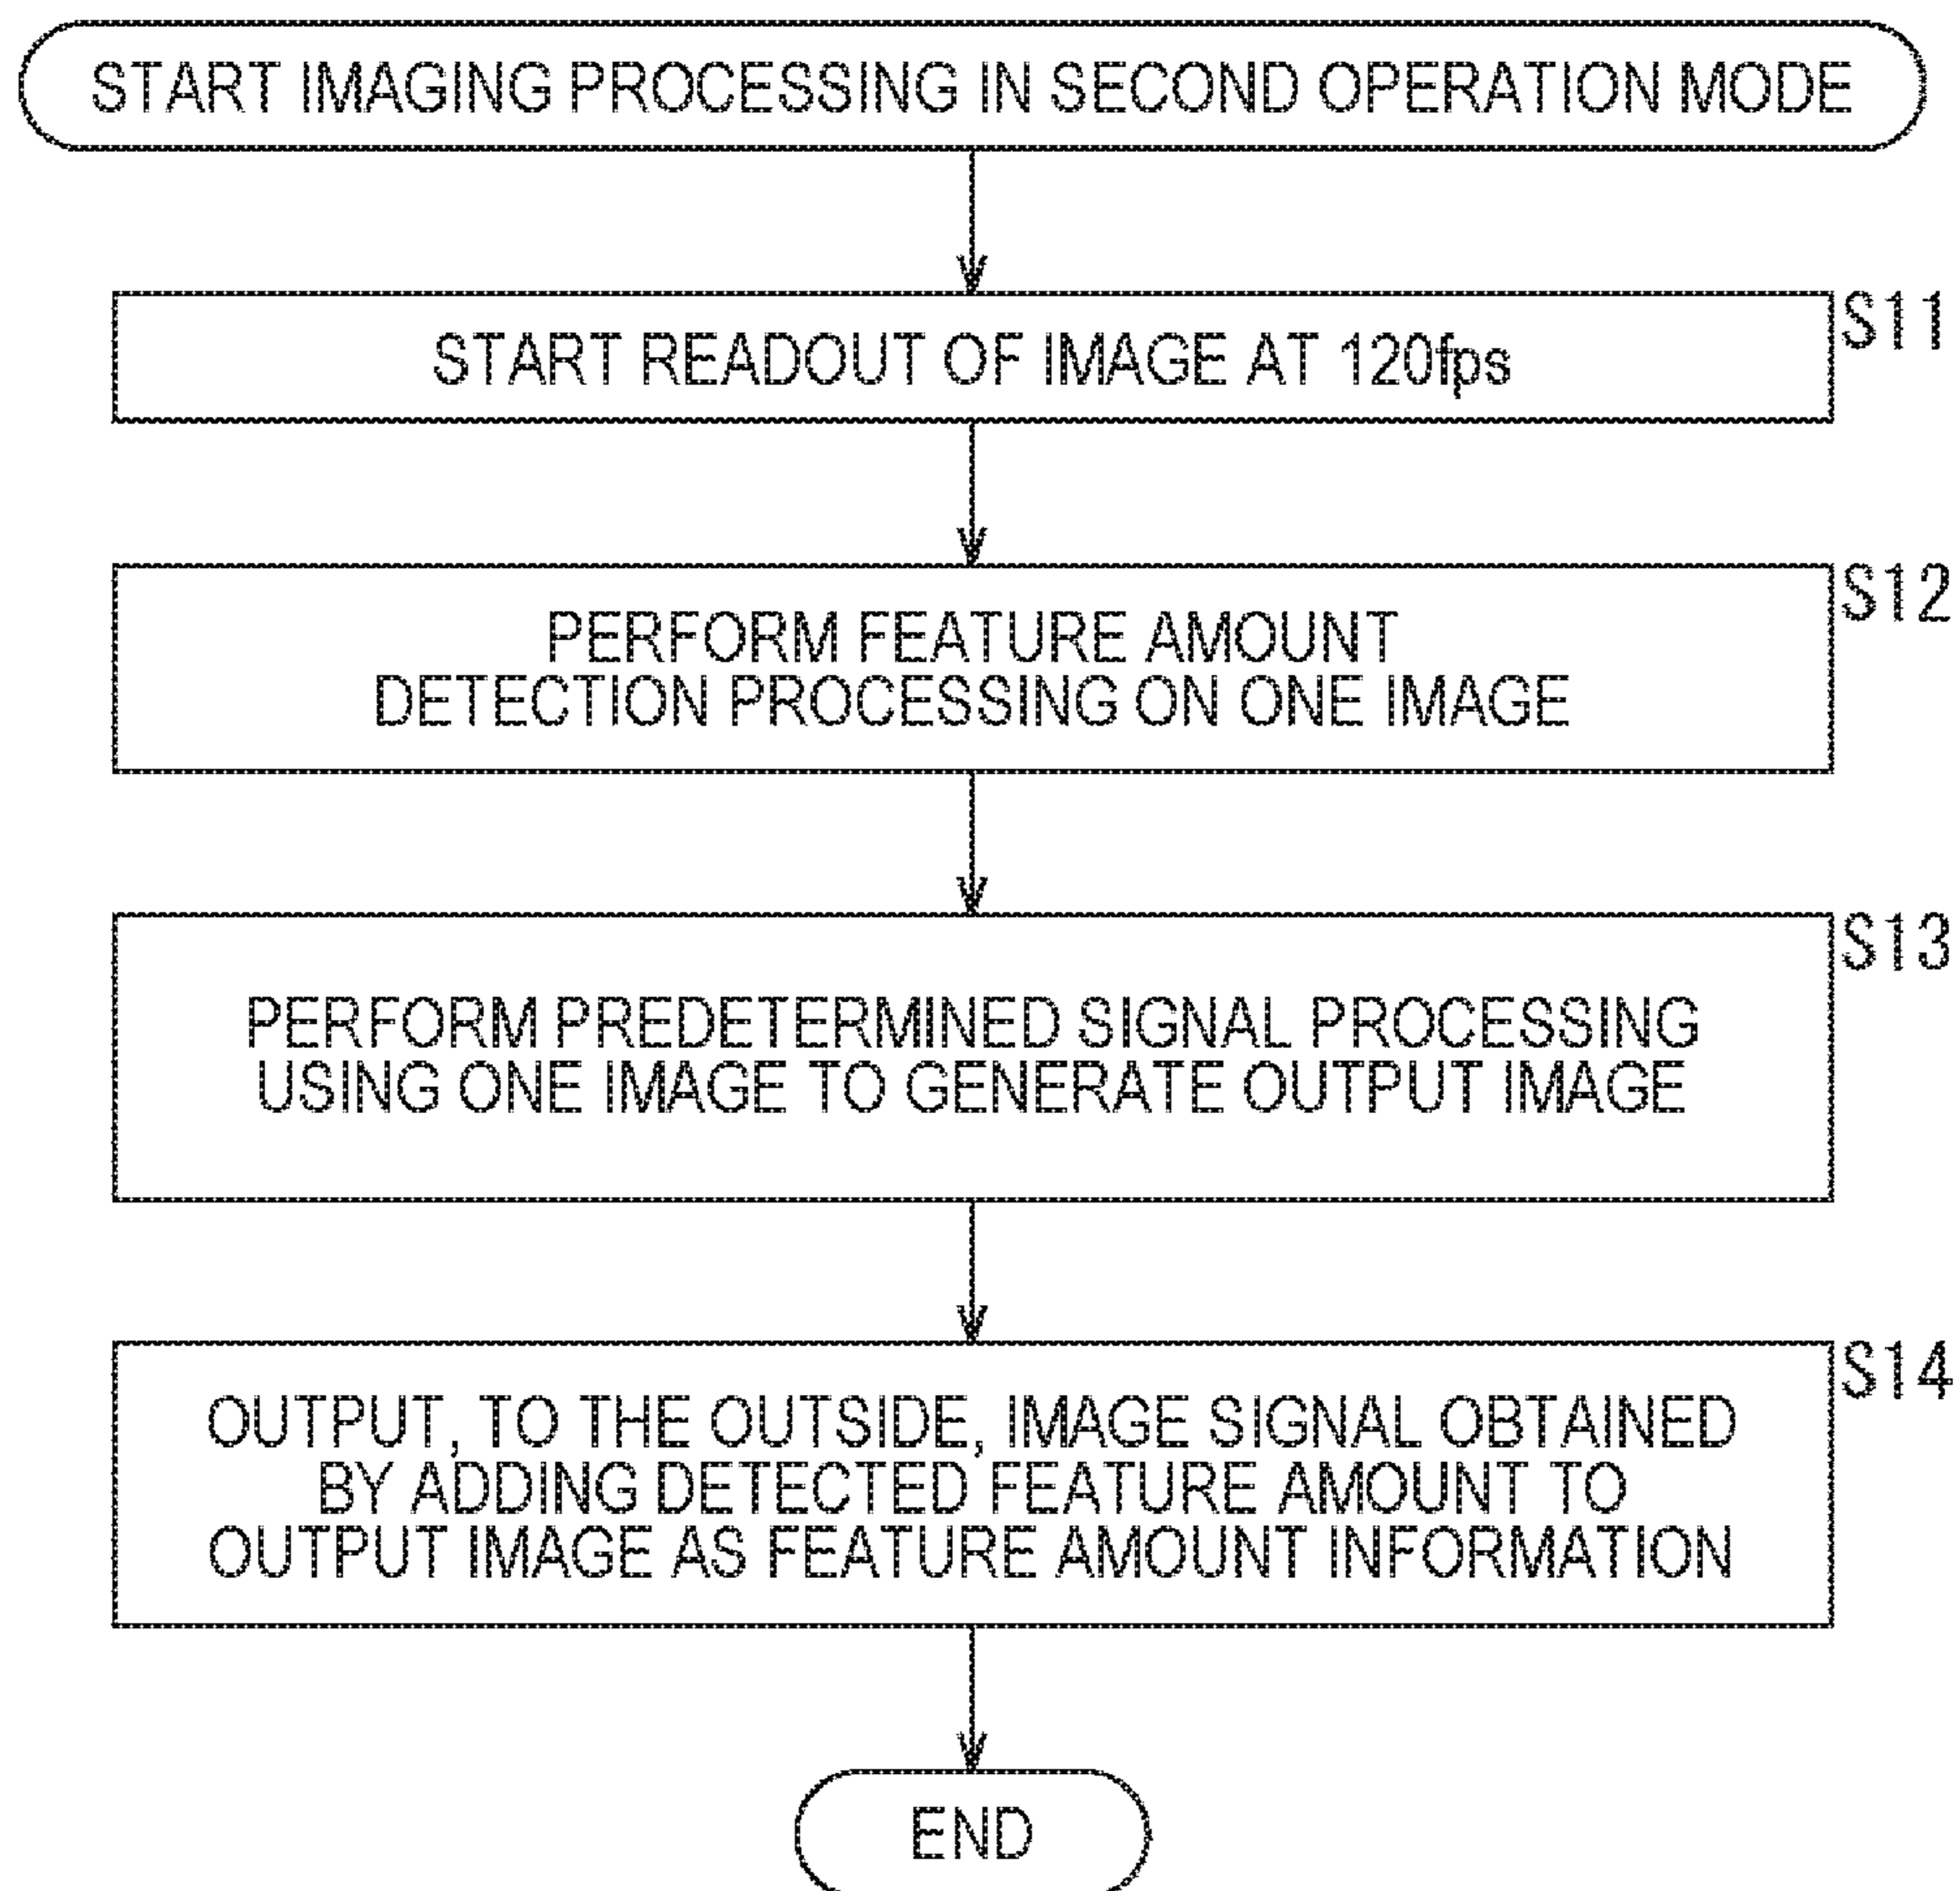 START IMAGING PROCESSING IN SECOND OPERATION MODE
S11
START READOUT OF IMAGE AT 120fps
S12
PERFORM FEATURE AMOUNT
DETECTION PROCESSING ON ONE IMAGE
S13
PERFORM PREDETERMINED SIGNAL PROCESSING
USING ONE IMAGE TO GENERATE OUTPUT IMAGE
S14
OUTPUT, TO THE OUTSIDE, IMAGE SIGNAL OBTAINED
BY ADDING DETECTED FEATURE AMOUNT TO
OUTPUT IMAGE AS FEATURE AMOUNT INFORMATION
END